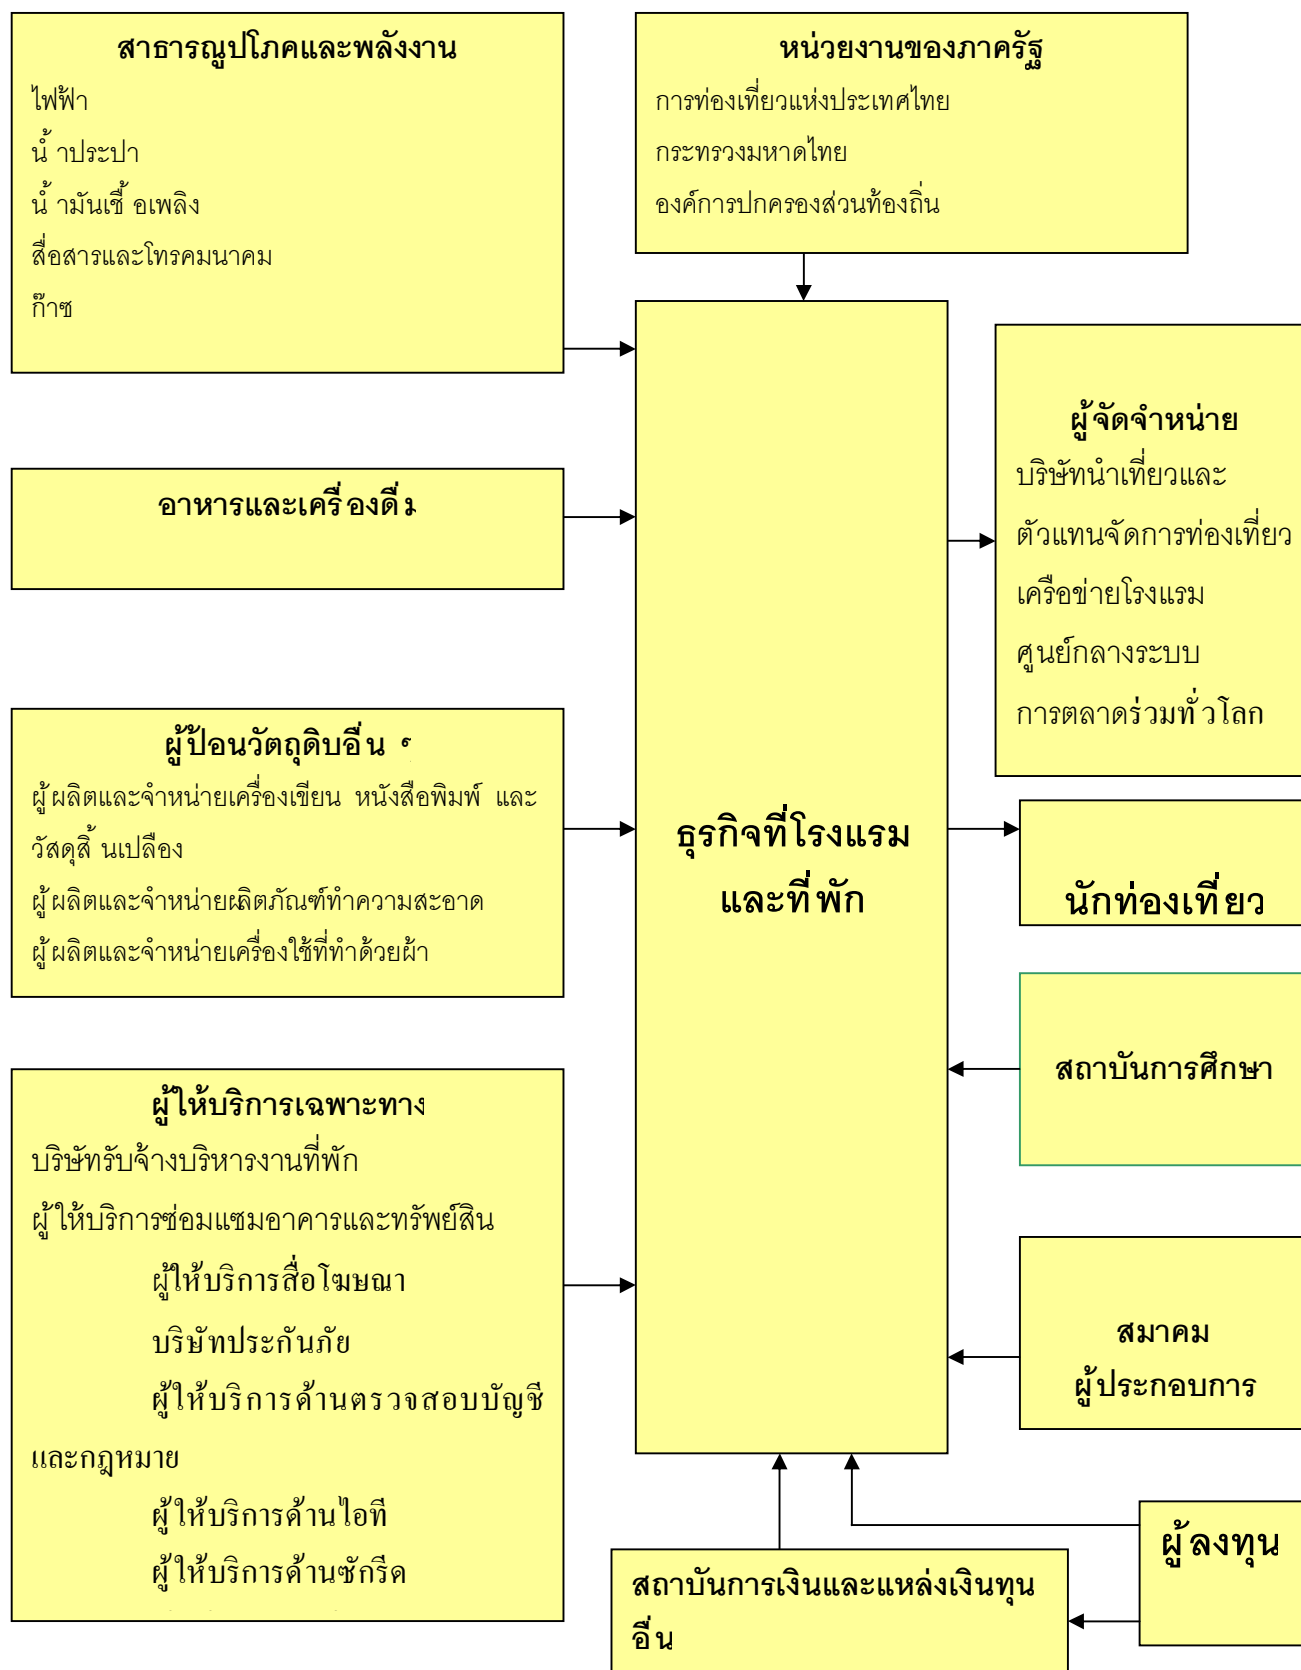 สาธารณูปโภคและพลังงาน
ไฟฟ้า
น้ำประปา
น้ำมันเชื้อเพลิง
สื่อสารและโทรคมนาคม
ก๊าซ
หน่วยงานของภาครัฐ
การท่องเที่ยวแห่งประเทศไทย
กระทรวงมหาดไทย
องค์การปกครองส่วนท้องถิ่น
อาหารและเครื่องดื่ม
ผู้ป้อนวัตถุดิบอื่น
ผู้ผลิตและจำหน่ายเครื่องเขียน หนังสือพิมพ์ และ
วัสดุสิ้นเปลือง
ผู้ผลิตและจำหน่ายผลิตภัณฑ์ทำความสะอาด
ผู้ผลิตและจำหน่ายเครื่องใช้ที่ทำด้วยผ้า
ผู้ให้บริการเฉพาะทาง
บริษัทรับจ้างบริหารงานที่พัก
ผู้ให้บริการซ่อมแซมอาคารและทรัพย์สิน
ผู้ให้บริการสื่อโฆษณา
บริษัทประกันภัย
ผู้ให้บริการด้านตรวจสอบบัญชี
และกฎหมาย
ผู้ให้บริการด้านไอที
ผู้ให้บริการด้านซักรีด
ธุรกิจที่โรงแรม
และที่พัก
ผู้จัดจำหน่าย
บริษัทนำเที่ยวและ
ตัวแทนจัดการท่องเที่ยว
เครือข่ายโรงแรม
ศูนย์กลางระบบ
การตลาดร่วมทั่วโลก
นักท่องเที่ยว
สถาบันการศึกษา
สมาคม
ผู้ประกอบการ
ผู้ลงทุน
สถาบันการเงินและแหล่งเงินทุน
อื่น